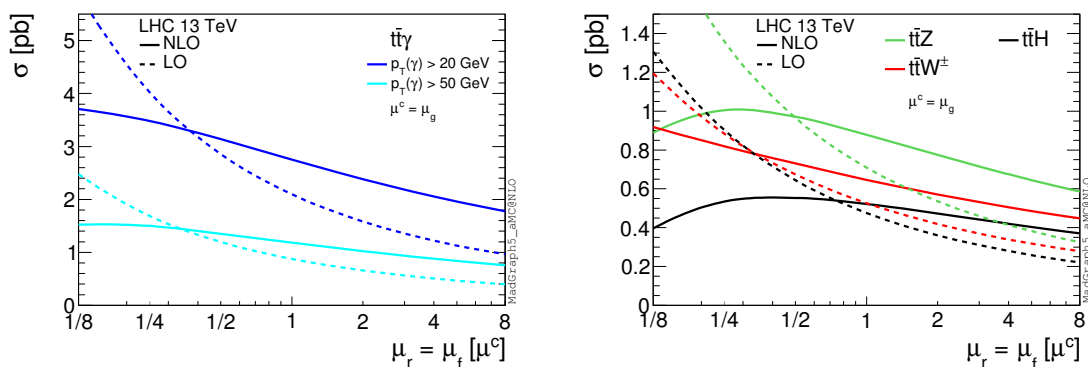 LHC 13 TeV
NLO
LO
tt̄γ
p_T(γ) > 20 GeV
p_T(γ) > 50 GeV
μ^c = μ_g
σ [pb]
5
4
3
2
1
0
1/8 1/4 1/2 1 2 4 8
μ_r = μ_f [μ^c]
MadGraph5_aMC@NLO
LHC 13 TeV
NLO
LO
tt̄Z
tt̄W^±
tt̄H
μ^c = μ_g
σ [pb]
1.4
1.2
1
0.8
0.6
0.4
0.2
0
1/8 1/4 1/2 1 2 4 8
μ_r = μ_f [μ^c]
MadGraph5_aMC@NLO